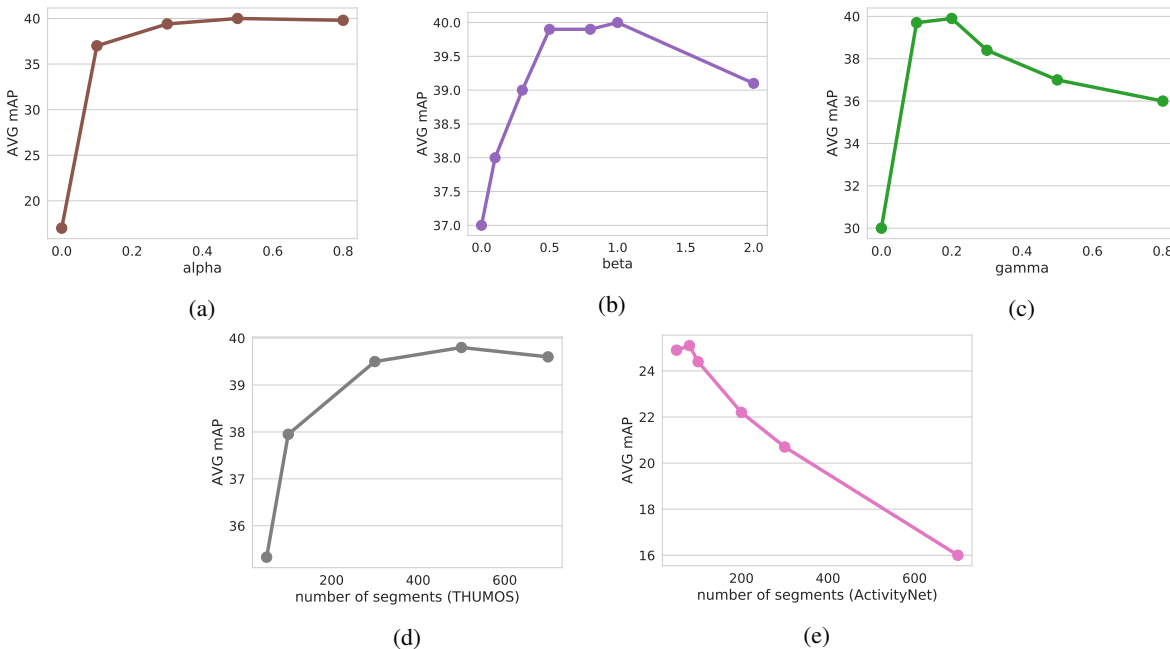 40
35
30
25
20
AVG mAP
0.0 0.2 0.4 0.6 0.8
alpha
(a)
40.0
39.5
39.0
38.5
38.0
37.5
37.0
AVG mAP
0.0 0.5 1.0 1.5 2.0
beta
(b)
40
38
36
34
32
30
AVG mAP
0.0 0.2 0.4 0.6 0.8
gamma
(c)
40
39
38
37
36
AVG mAP
200 400 600
number of segments (THUMOS)
(d)
24
22
20
18
16
AVG mAP
200 400 600
number of segments (ActivityNet)
(e)